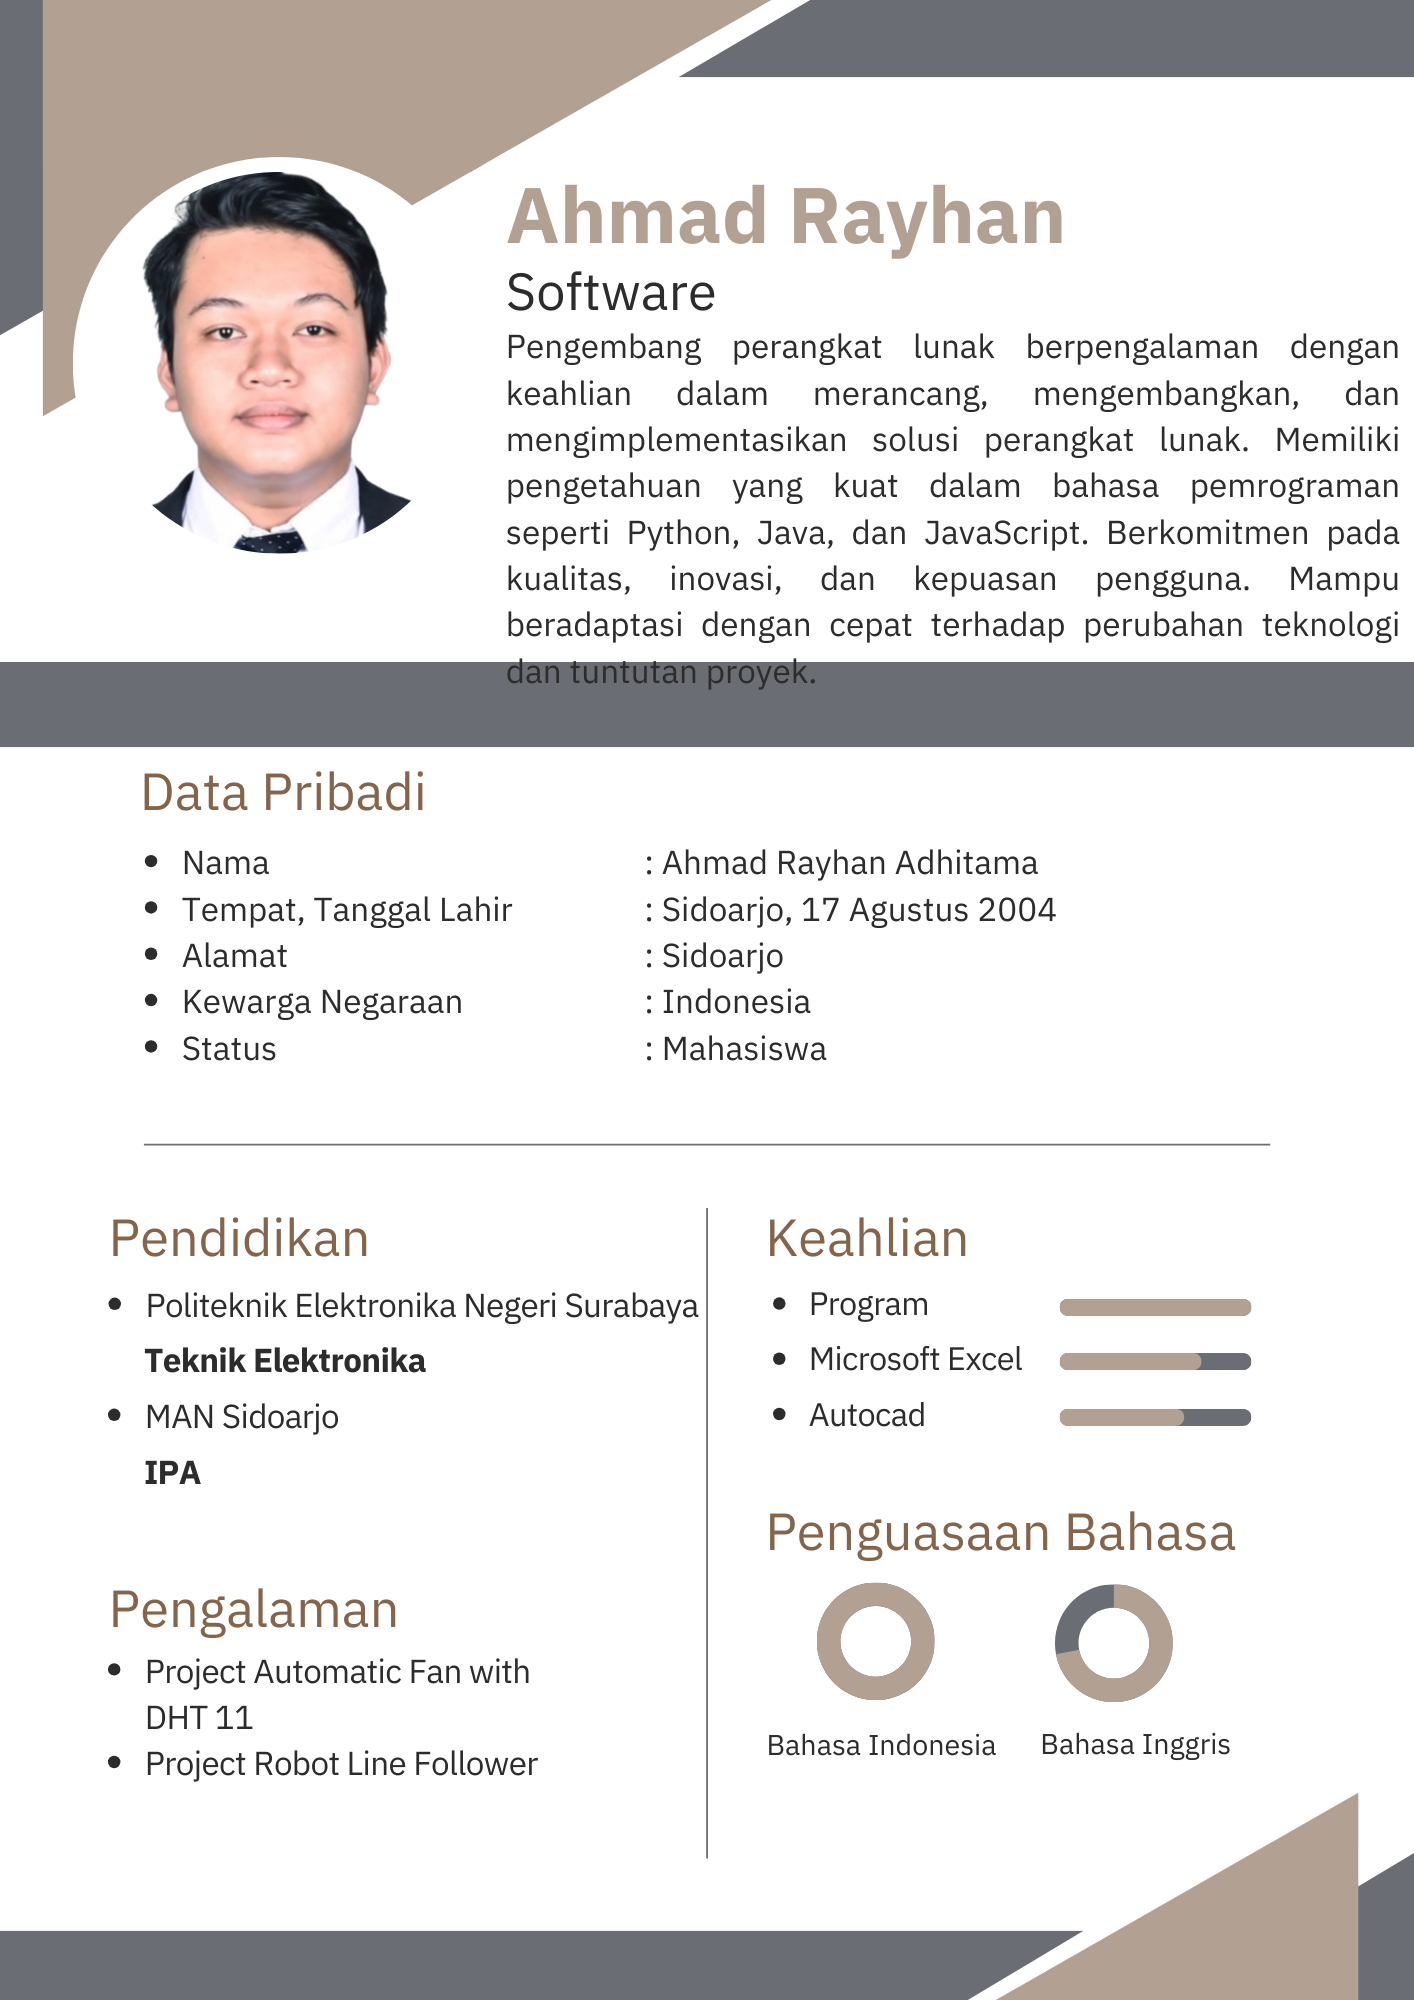 Ahmad Rayhan
Software
Pengembang perangkat lunak berpengalaman dengan
keahlian dalam merancang, mengembangkan, dan
mengimplementasikan solusi perangkat lunak. Memiliki
pengetahuan yang kuat dalam bahasa pemrograman
seperti Python, Java, dan JavaScript. Berkomitmen pada
kualitas, inovasi, dan kepuasan pengguna. Mampu
beradaptasi dengan cepat terhadap perubahan teknologi
dan tuntutan proyek.
Data Pribadi
• Nama : Ahmad Rayhan Adhitama
• Tempat, Tanggal Lahir : Sidoarjo, 17 Agustus 2004
• Alamat : Sidoarjo
• Kewarga Negaraan : Indonesia
• Status : Mahasiswa
Pendidikan
• Politeknik Elektronika Negeri Surabaya
Teknik Elektronika
• MAN Sidoarjo
IPA
Pengalaman
• Project Automatic Fan with
DHT 11
• Project Robot Line Follower
Keahlian
• Program
• Microsoft Excel
• Autocad
Penguasaan Bahasa
Bahasa Indonesia
Bahasa Inggris